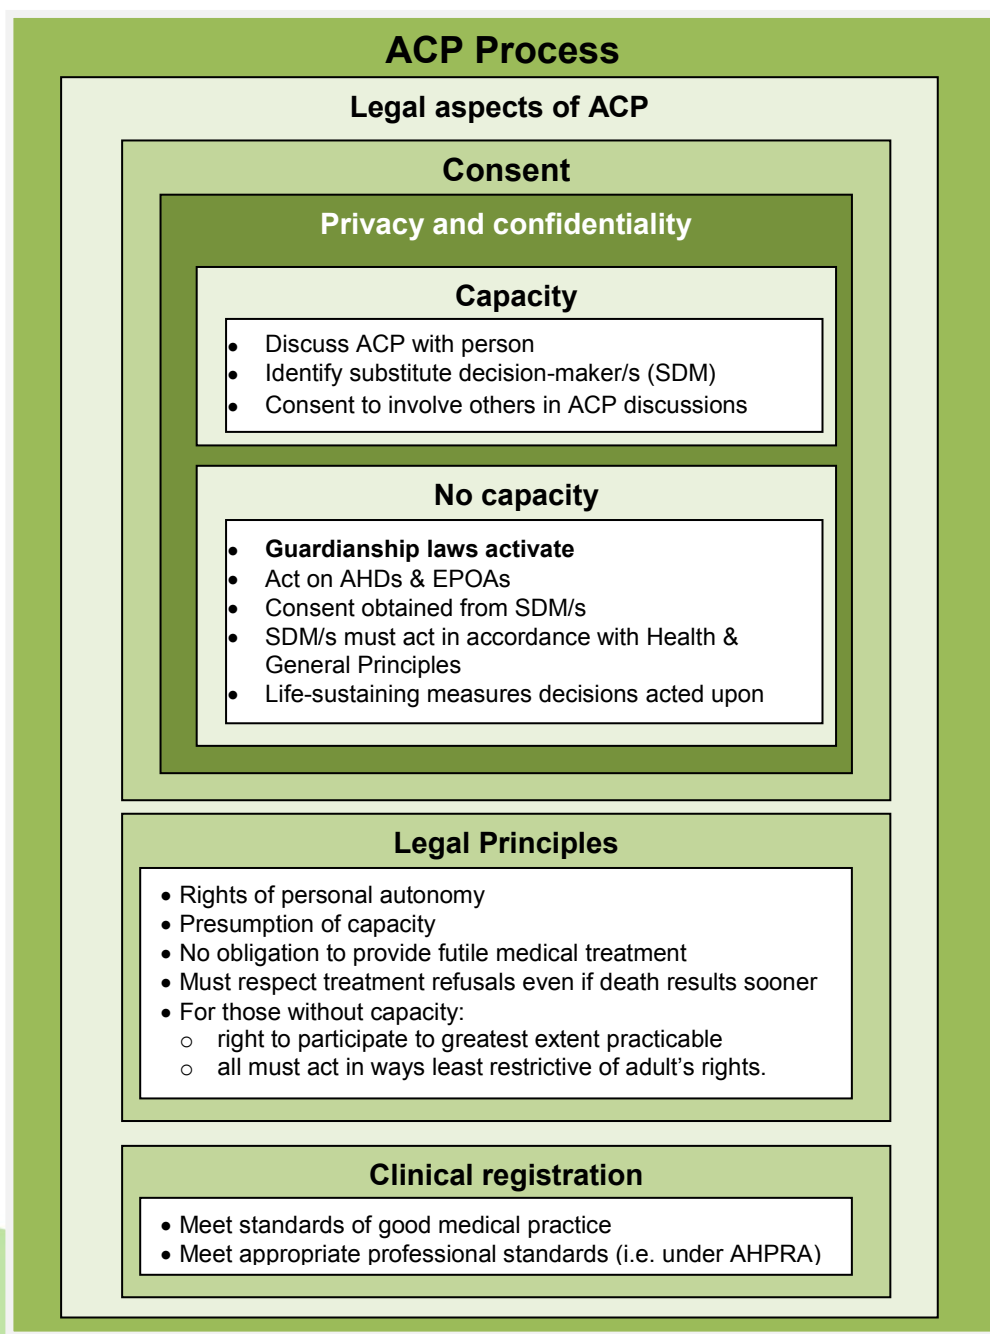 ACP Process
Legal aspects of ACP
Consent
Privacy and confidentiality
Capacity
• Discuss ACP with person
• Identify substitute decision-maker/s (SDM)
• Consent to involve others in ACP discussions
No capacity
• Guardianship laws activate
• Act on AHDs & EPOAs
• Consent obtained from SDM/s
• SDM/s must act in accordance with Health &
General Principles
• Life-sustaining measures decisions acted upon
Legal Principles
• Rights of personal autonomy
• Presumption of capacity
• No obligation to provide futile medical treatment
• Must respect treatment refusals even if death results sooner
• For those without capacity:
o right to participate to greatest extent practicable
o all must act in ways least restrictive of adult’s rights.
Clinical registration
• Meet standards of good medical practice
• Meet appropriate professional standards (i.e. under AHPRA)